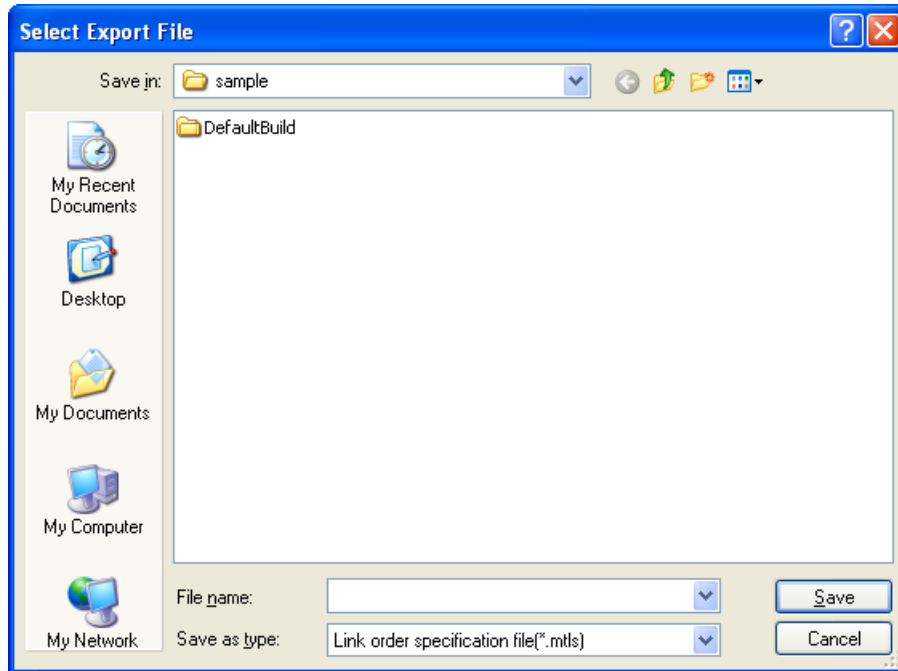 Select Export File
Save in:
sample
DefaultBuild
My Recent
Documents
Desktop
My Documents
My Computer
My Network
File name:
Save
Save as type:
Link order specification file(*.mtls)
Cancel